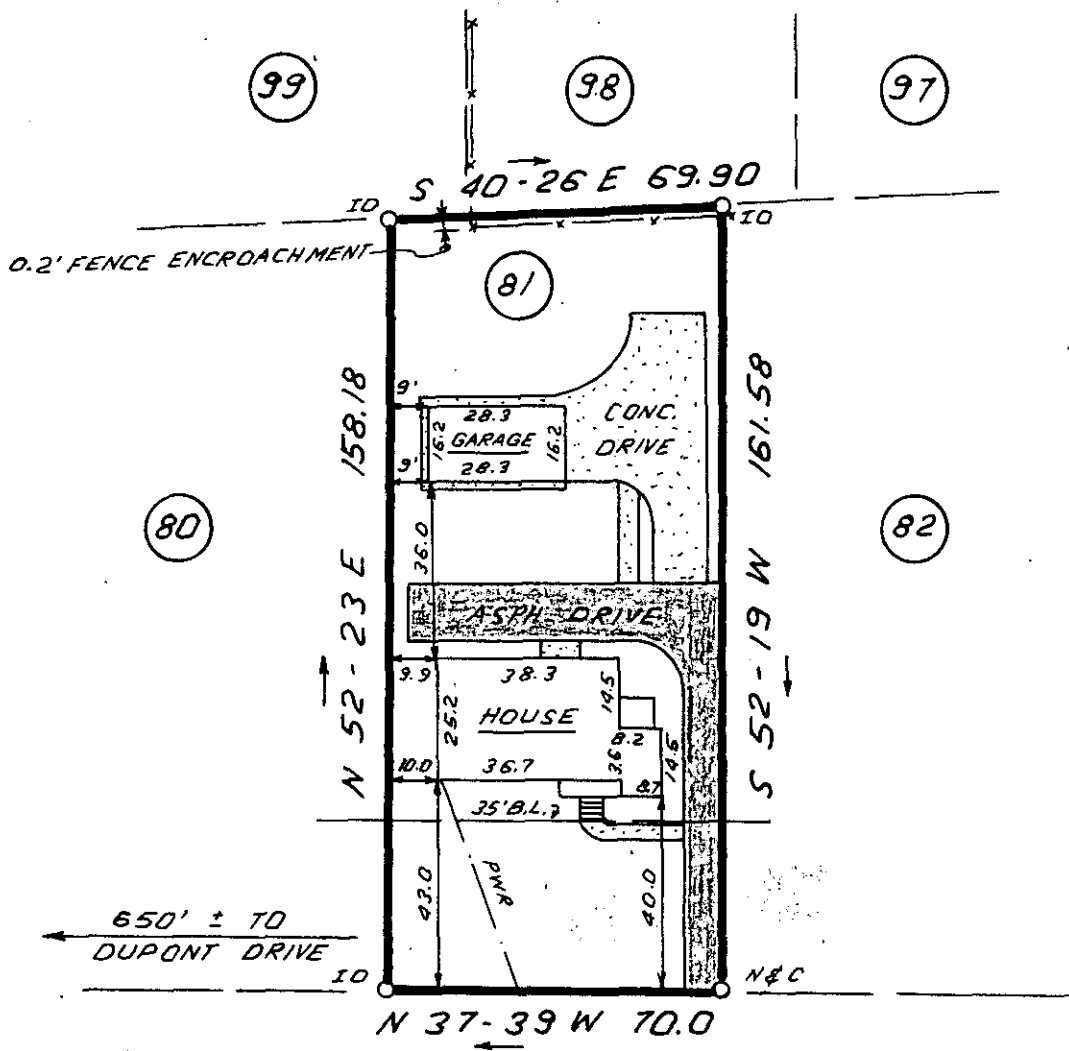 99
98
97
S 40-26 E 69.90
IO
IO
0.2' FENCE ENCROACHMENT
81
9'
28.3
CONC.
DRIVE
16.2
GARAGE
16.2
9'
28.3
N 52-23 E 158.18
S 52-19 W 161.58
80
82
36.0
ASPH. DRIVE
9.9
38.3
14.5
25.2
HOUSE
8.2
3.6
14.5
10.0
36.7
8.7
35' B.L.
43.0
PWR
40.0
650' ± TO
DUPONT DRIVE
IO
N&C
N 37-39 W 70.0